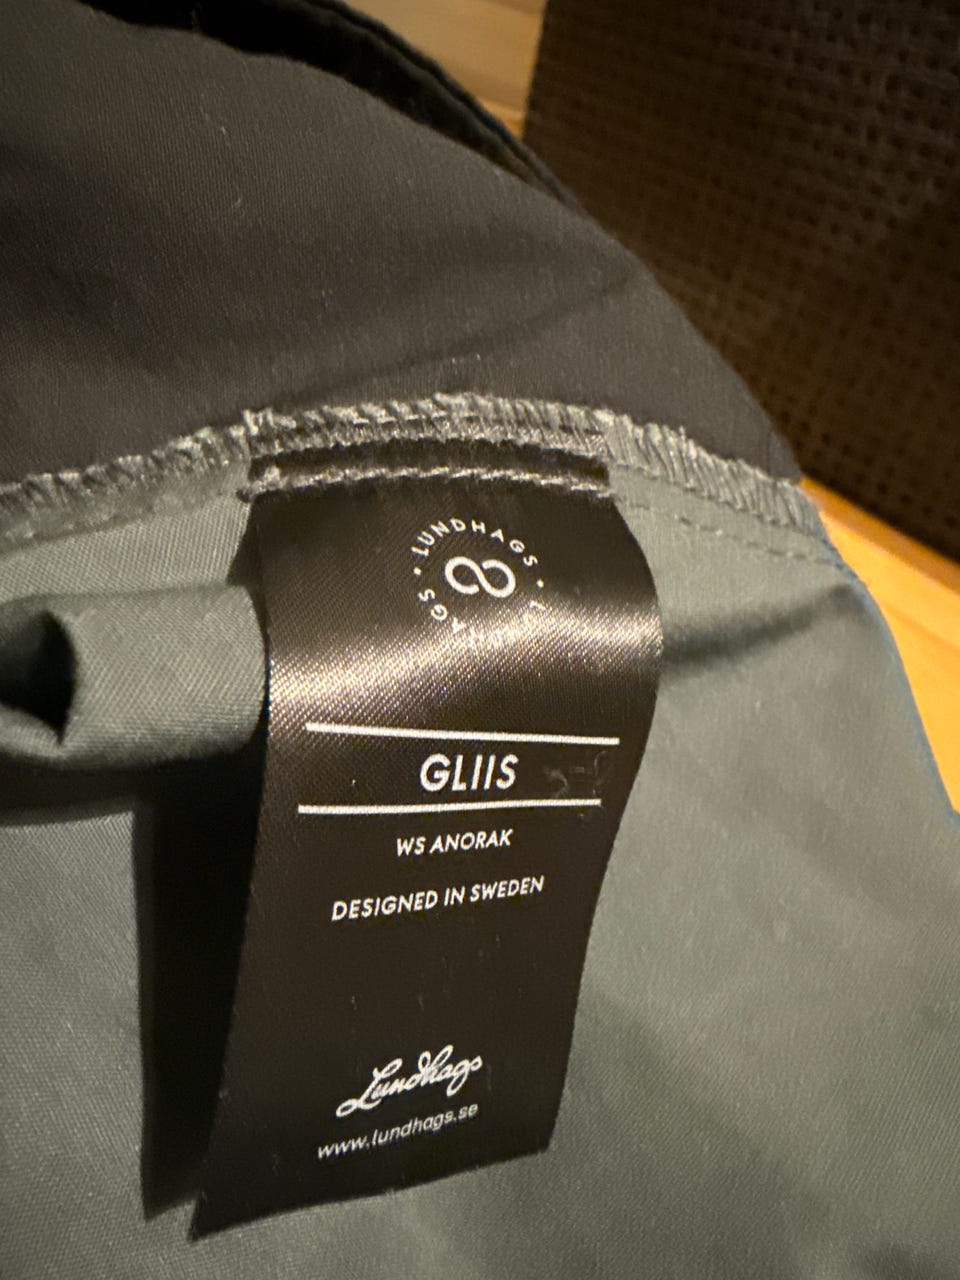 • LUNDHAGS •
GLIIS
WS ANORAK
DESIGNED IN SWEDEN
Lundhags
www.lundhags.se